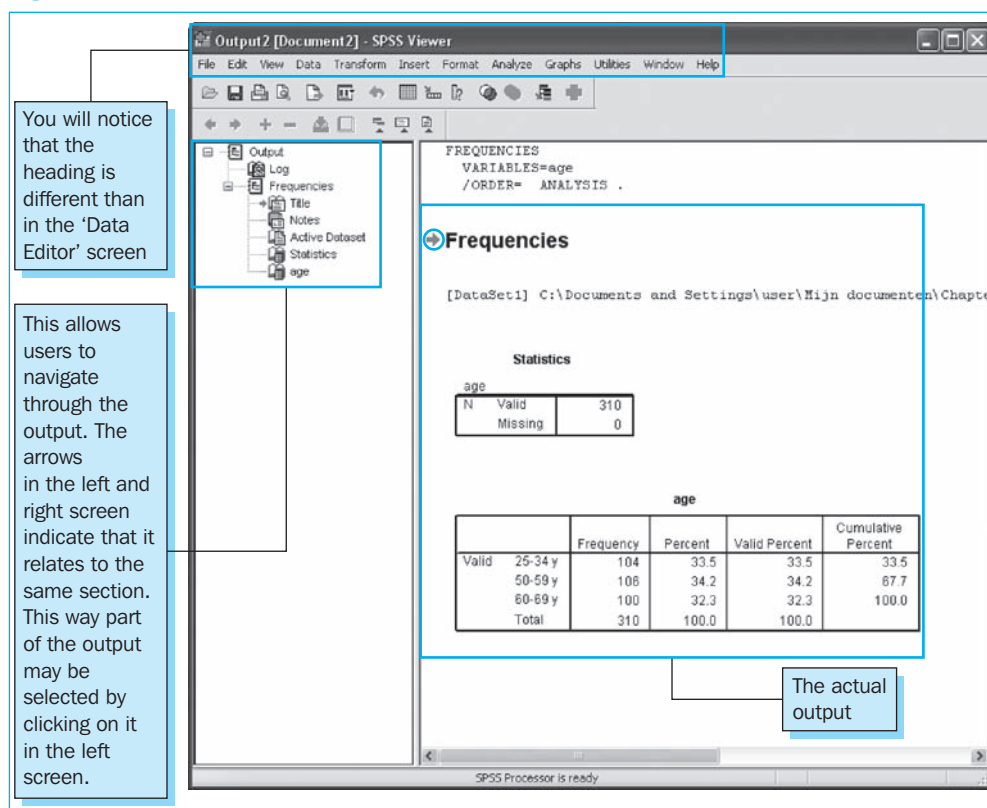 Output2 [Document2] - SPSS Viewer
File Edit View Data Transform Insert Format Analyze Graphs Utilities Window Help
You will notice
that the
heading is
different than
in the ‘Data
Editor’ screen
This allows
users to
navigate
through the
output. The
arrows
in the left and
right screen
indicate that it
relates to the
same section.
This way part
of the output
may be
selected by
clicking on it
in the left
screen.
Output
Log
Frequencies
Title
Notes
Active Dataset
Statistics
age
FREQUENCIES
VARIABLES=age
/ORDER= ANALYSIS .
Frequencies
[DataSet1] C:\Documents and Settings\user\Mijn documenten\Chapte
Statistics
age
N Valid 310
Missing 0
age
Frequency Percent Valid Percent Cumulative Percent
Valid 25-34 y 104 33.5 33.5 33.5
50-59 y 106 34.2 34.2 67.7
60-69 y 100 32.3 32.3 100.0
Total 310 100.0 100.0
The actual
output
SPSS Processor is ready